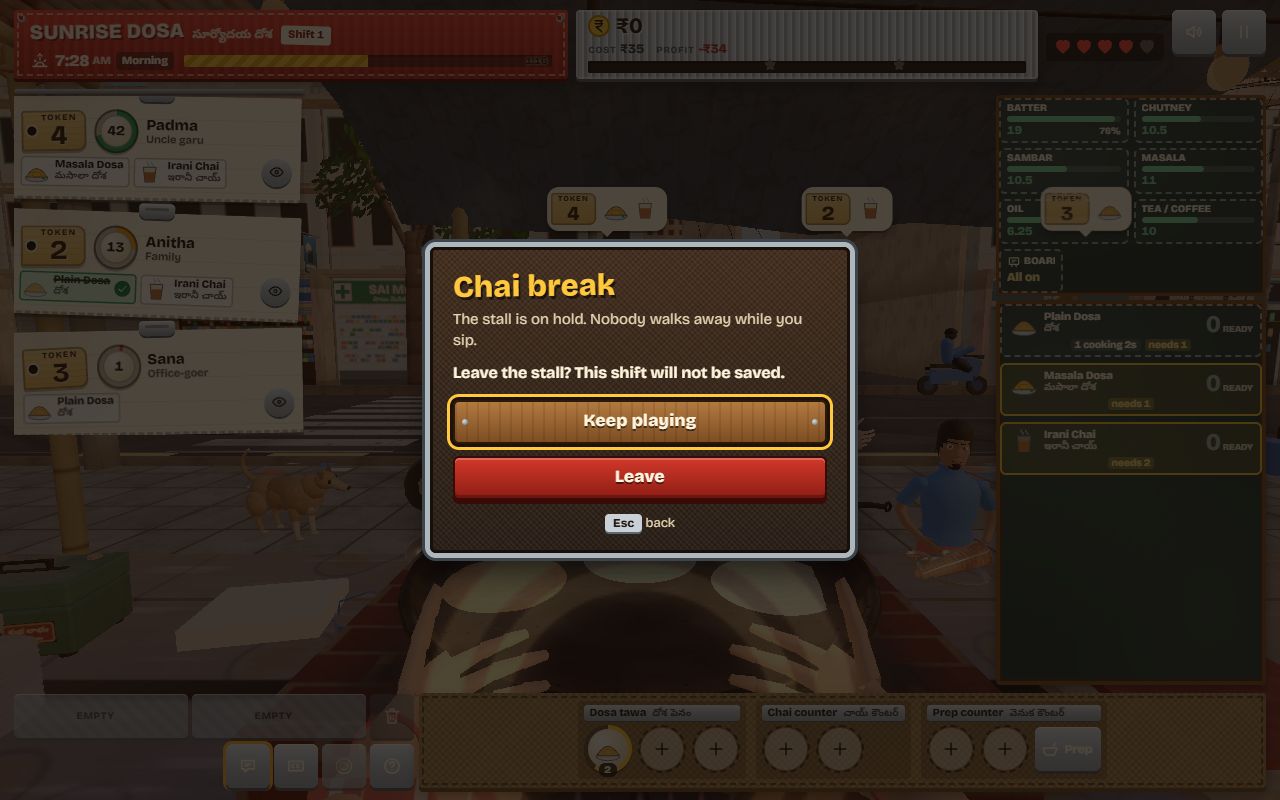 SUNRISE DOSA సూర్యోదయ దోశ Shift 1
7:28 AM Morning 116
₹ ₹0
COST ₹35 PROFIT -₹34
TOKEN
4
42
Padma
Uncle garu
Masala Dosa
మసాలా దోశ
Irani Chai
ఇరానీ చాయ్
TOKEN
2
13
Anitha
Family
Plain Dosa
దోశ
Irani Chai
ఇరానీ చాయ్
TOKEN
3
1
Sana
Office-goer
Plain Dosa
దోశ
TOKEN
4
TOKEN
2
TOKEN
3
SAI M
BATTER
19 76%
CHUTNEY
10.5
SAMBAR
10.5
MASALA
11
OIL
6.25
TEA / COFFEE
10
BOARD
All on
Plain Dosa
దోశ
0 READY
1 cooking 2s needs 1
Masala Dosa
మసాలా దోశ
0 READY
needs 1
Irani Chai
ఇరానీ చాయ్
0 READY
needs 2
Chai break
The stall is on hold. Nobody walks away while you
sip.
Leave the stall? This shift will not be saved.
Keep playing
Leave
Esc back
EMPTY
EMPTY
Dosa tawa దోశ పెనం
2
Chai counter చాయ్ కౌంటర్
Prep counter వెనుక కౌంటర్
Prep